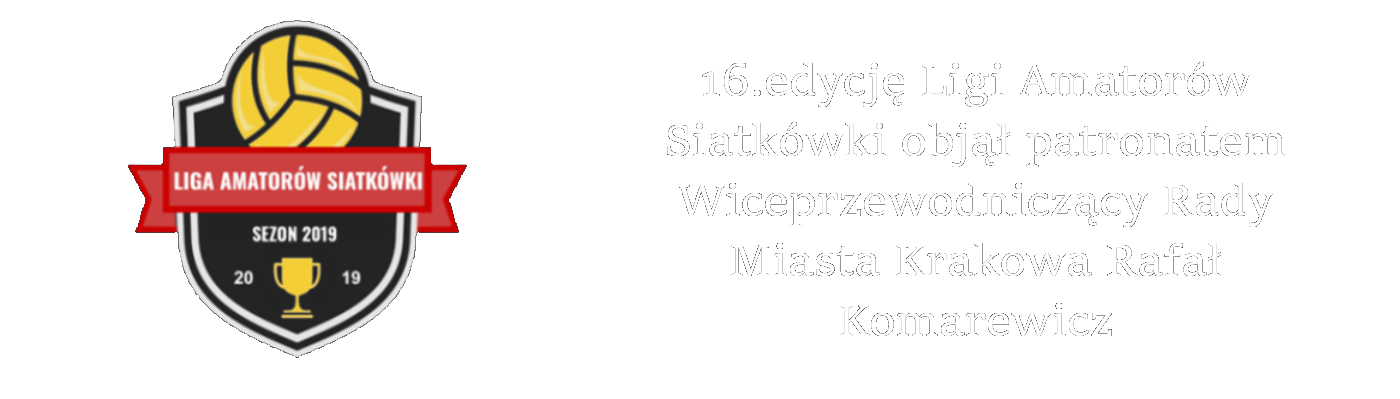 LIGA AMATORÓW SIATKÓWKI
SEZON 2019
20 19
16.edycję Ligi Amatorów
Siatkówki objął patronatem
Wiceprzewodniczący Rady
Miasta Krakowa Rafał
Komarewicz